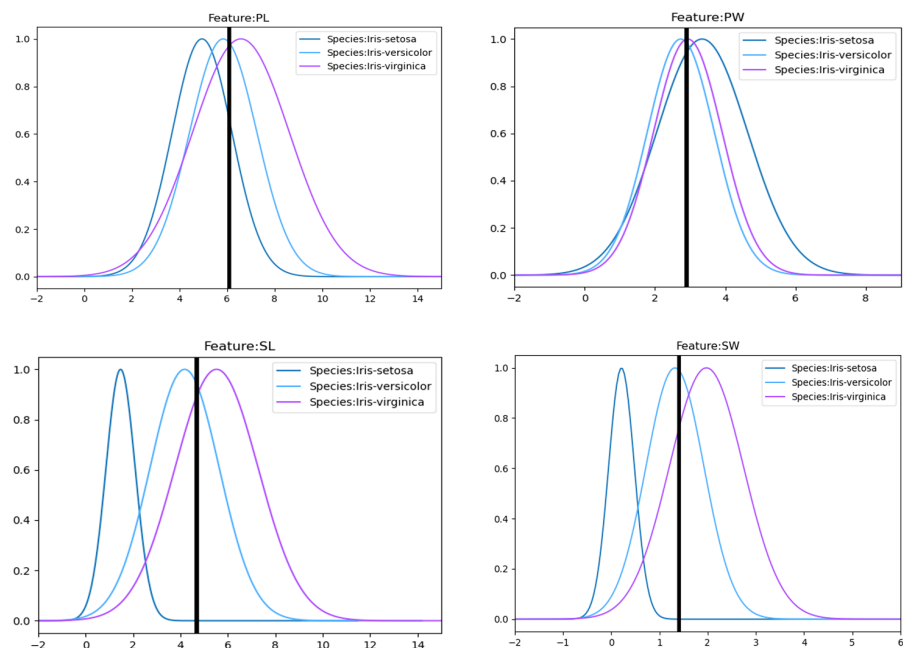 Feature:PL
1.0
0.8
0.6
0.4
0.2
0.0
Species:Iris-setosa
Species:Iris-versicolor
Species:Iris-virginica
−2 0 2 4 6 8 10 12 14
Feature:PW
1.0
0.8
0.6
0.4
0.2
0.0
Species:Iris-setosa
Species:Iris-versicolor
Species:Iris-virginica
−2 0 2 4 6 8
Feature:SL
1.0
0.8
0.6
0.4
0.2
0.0
Species:Iris-setosa
Species:Iris-versicolor
Species:Iris-virginica
−2 0 2 4 6 8 10 12 14
Feature:SW
1.0
0.8
0.6
0.4
0.2
0.0
Species:Iris-setosa
Species:Iris-versicolor
Species:Iris-virginica
−2 −1 0 1 2 3 4 5 6